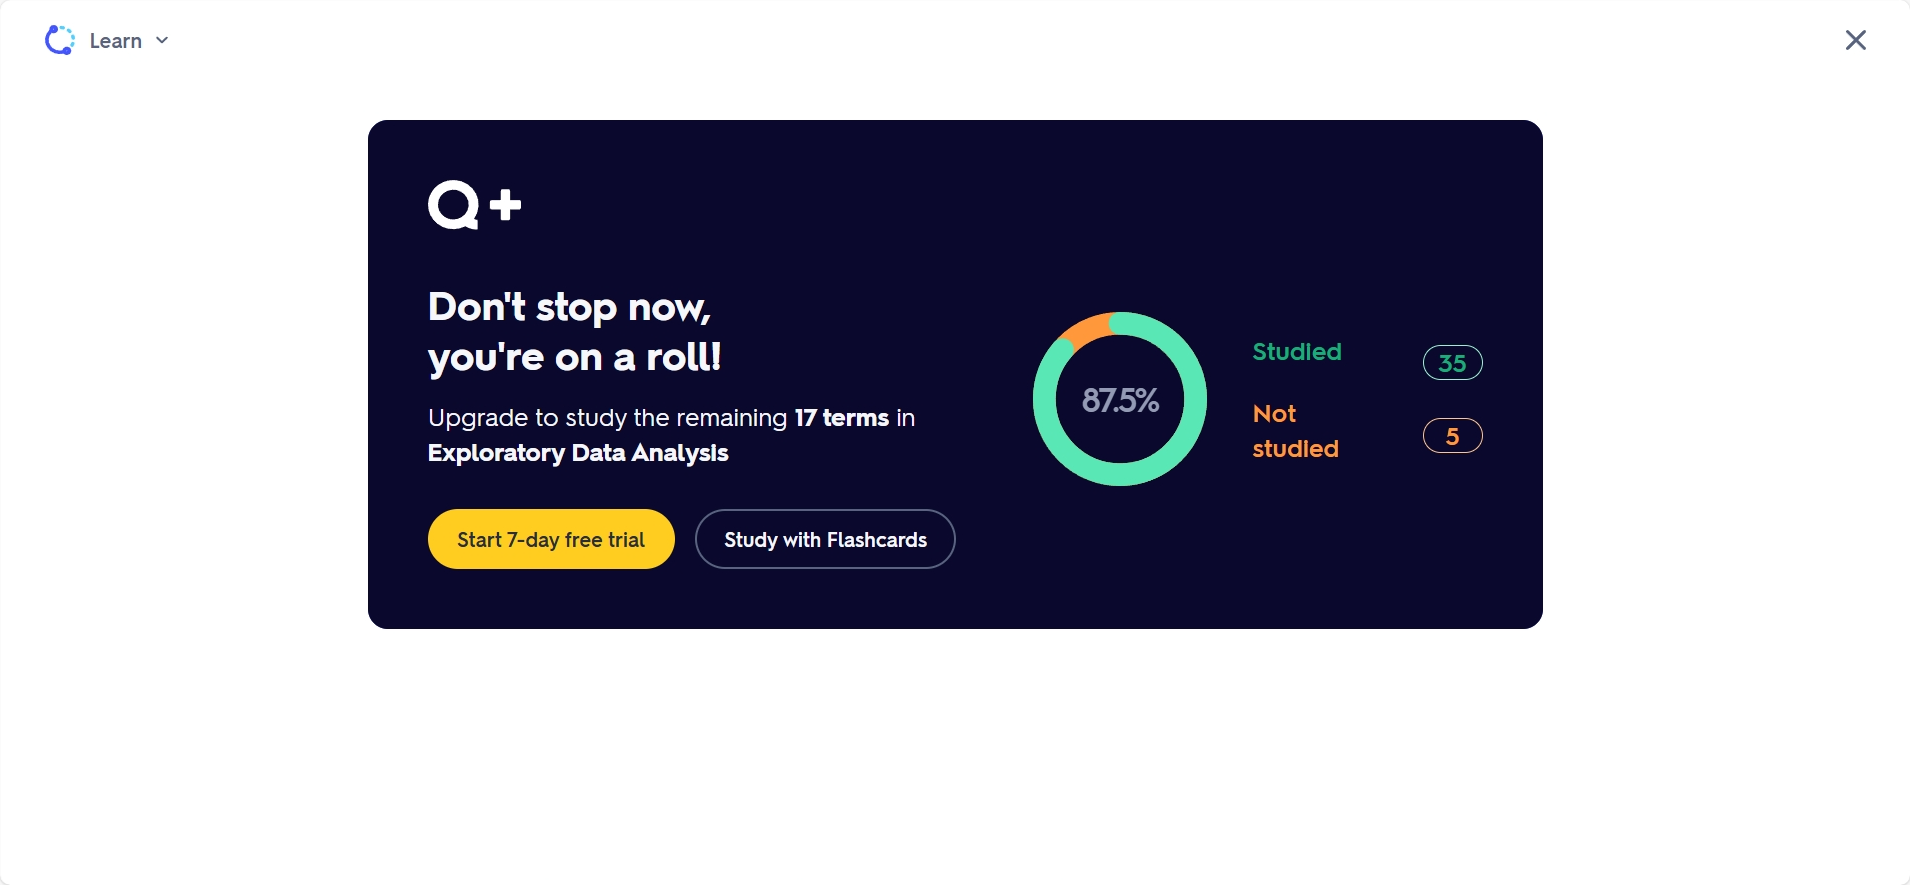 Learn
Q+
Don't stop now,
you're on a roll!
Upgrade to study the remaining 17 terms in
Exploratory Data Analysis
Start 7-day free trial
Study with Flashcards
87.5%
Studied
35
Not
studied
5